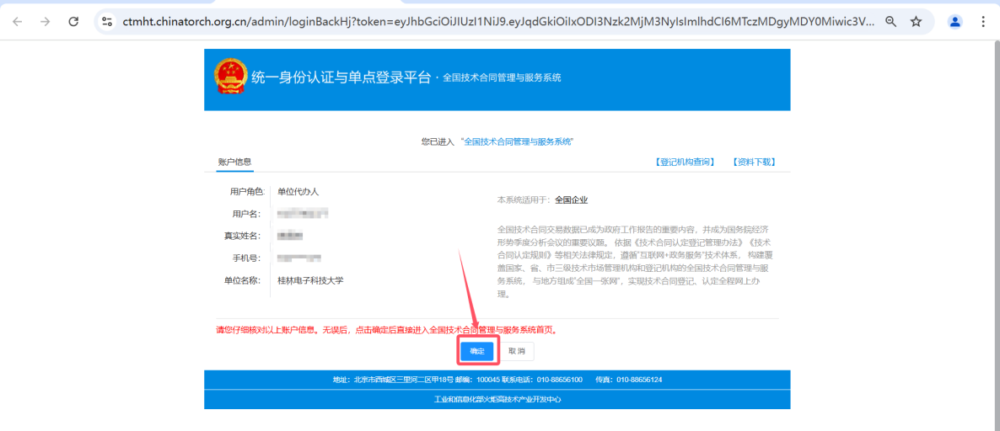 ctmht.chinatorch.org.cn/admin/loginBackHj?token=eyJhbGciOiJIUzI1NiJ9.eyJqdGkiOiIxODI3Nzk2MjM3NyIsImlhdCI6MTczMDgyMDY0Miwic3V...
统一身份认证与单点登录平台 · 全国技术合同管理与服务系统
您已进入 “全国技术合同管理与服务系统”
账户信息 【登记机构查询】 【资料下载】
用户角色: 单位代办人
用户名：
真实姓名：
手机号：
单位名称： 桂林电子科技大学
本系统适用于：全国企业
全国技术合同交易数据已成为政府工作报告的重要内容，并成为国务院经济
形势季度分析会议的重要议题。 依据《技术合同认定登记管理办法》《技术
合同认定规则》等相关法律规定，遵循“互联网+政务服务”技术体系， 构建覆
盖国家、省、市三级技术市场管理机构和登记机构的全国技术合同管理与服
务系统， 与地方组成“全国一张网”，实现技术合同登记、认定全程网上办
理。
请您仔细核对以上账户信息。无误后，点击确定后直接进入全国技术合同管理与服务系统首页。
确定 取 消
地址：北京市西城区三里河二区甲18号 邮编：100045 联系电话：010-88656100 传真：010-88656124
工业和信息化部火炬高技术产业开发中心